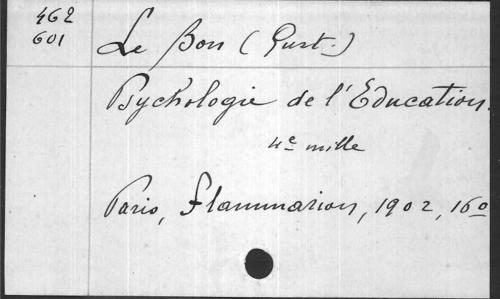 462
601
Le Bon (Gust.)
Psychologie de l'Education.
4e mille
Paris, Flammarion, 1902, 16o